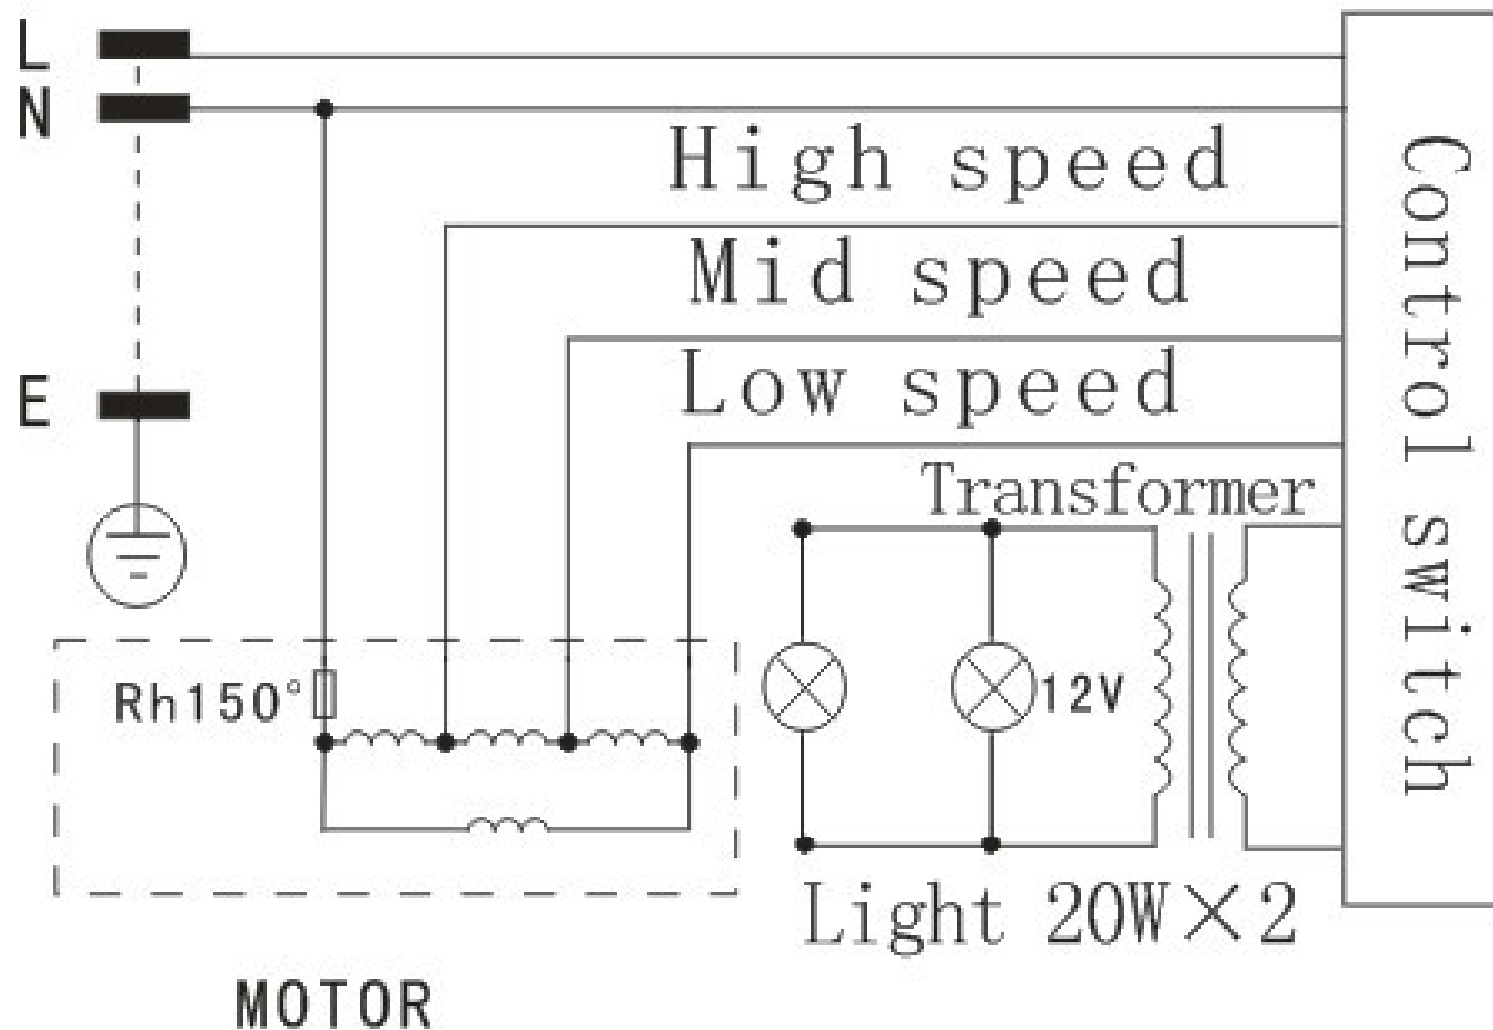 L
N
High speed
Mid speed
E
Low speed
Transformer
Control switch
Rh150°
12V
Light 20W×2
MOTOR